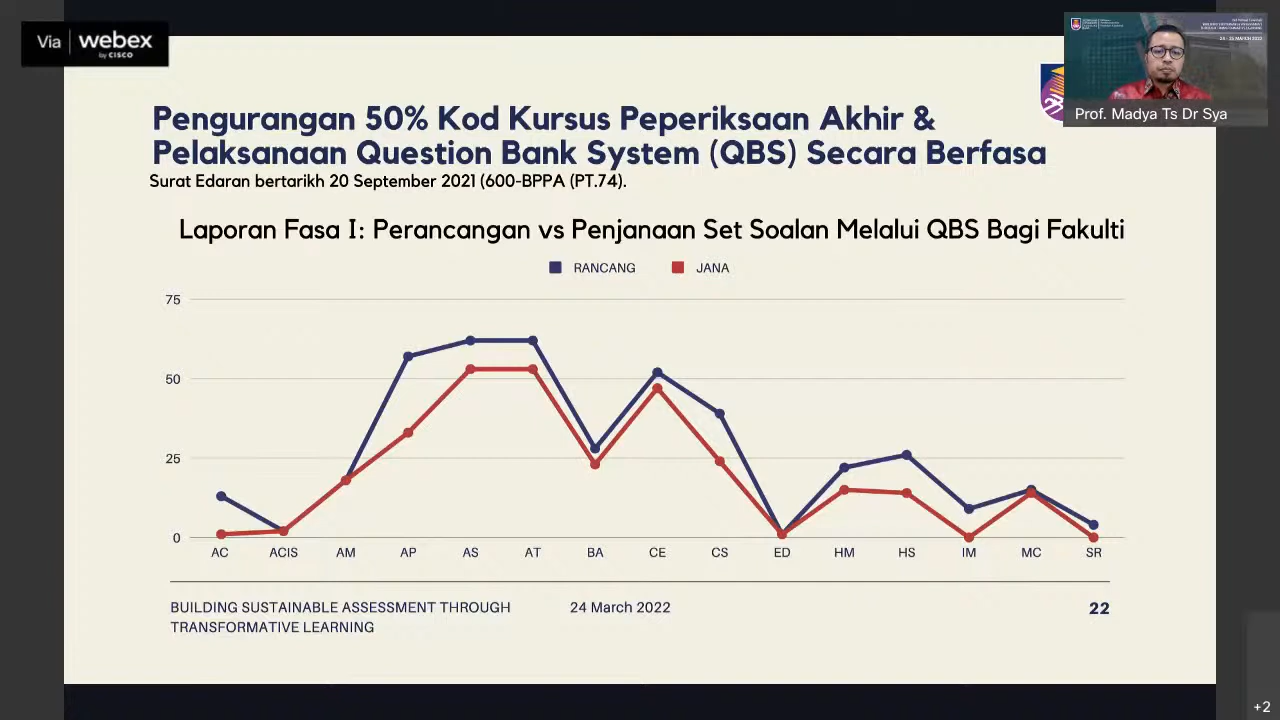 Via webex
by CISCO
Prof. Madya Ts Dr Sya
Pengurangan 50% Kod Kursus Peperiksaan Akhir &
Pelaksanaan Question Bank System (QBS) Secara Berfasa
Surat Edaran bertarikh 20 September 2021 (600-BPPA (PT.74).
Laporan Fasa I: Perancangan vs Penjanaan Set Soalan Melalui QBS Bagi Fakulti
RANCANG JANA
75
50
25
0
AC ACIS AM AP AS AT BA CE CS ED HM HS IM MC SR
BUILDING SUSTAINABLE ASSESSMENT THROUGH
TRANSFORMATIVE LEARNING
24 March 2022
22
+2